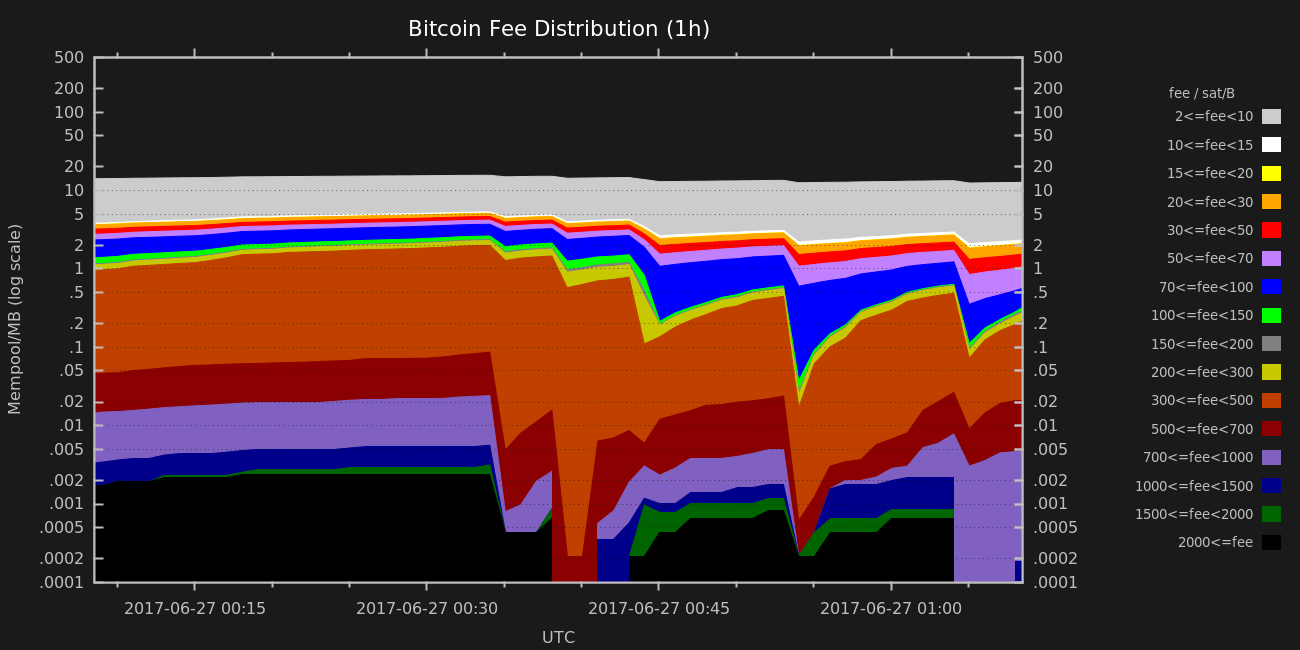 Bitcoin Fee Distribution (1h)
500 500
200 200
100 100
50 50
20 20
10 10
5 5
2 2
1 1
.5 .5
.2 .2
.1 .1
.05 .05
.02 .02
.01 .01
.005 .005
.002 .002
.001 .001
.0005 .0005
.0002 .0002
.0001 .0001
Mempool/MB (log scale)
2017-06-27 00:15 2017-06-27 00:30 2017-06-27 00:45 2017-06-27 01:00
UTC
fee / sat/B
2<=fee<10
10<=fee<15
15<=fee<20
20<=fee<30
30<=fee<50
50<=fee<70
70<=fee<100
100<=fee<150
150<=fee<200
200<=fee<300
300<=fee<500
500<=fee<700
700<=fee<1000
1000<=fee<1500
1500<=fee<2000
2000<=fee